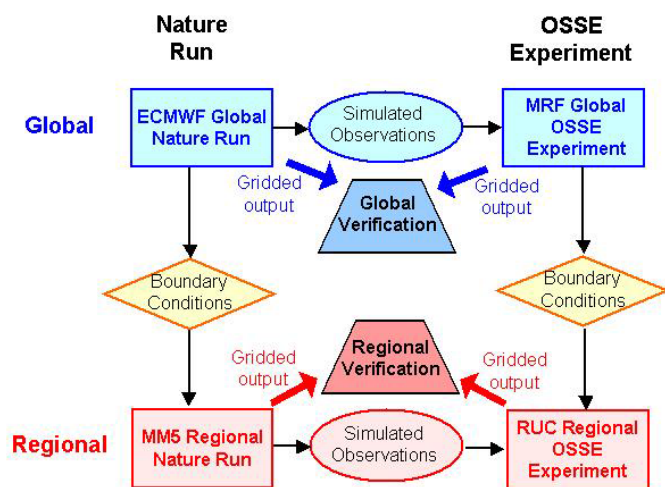 Nature
Run
OSSE
Experiment
Global
ECMWF Global
Nature Run
Simulated
Observations
MRF Global
OSSE
Experiment
Gridded
output
Gridded
output
Global
Verification
Boundary
Conditions
Boundary
Conditions
Gridded
output
Regional
Verification
Gridded
output
Regional
MM5 Regional
Nature Run
Simulated
Observations
RUC Regional
OSSE
Experiment